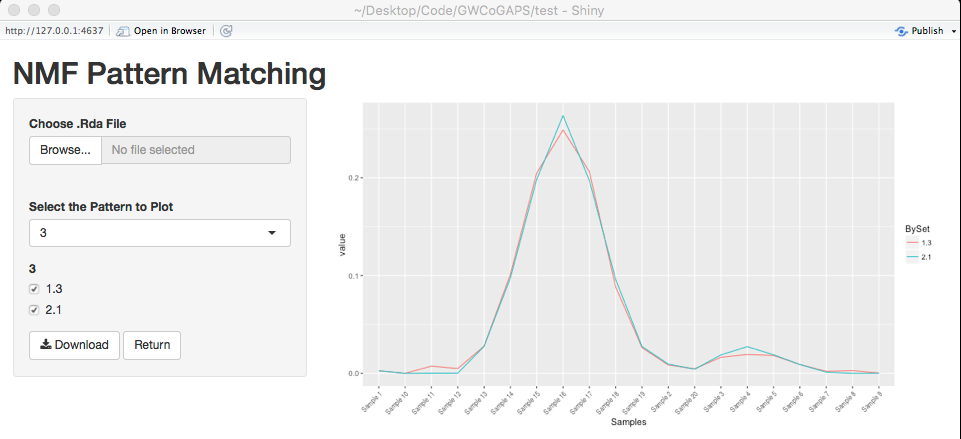 ~/Desktop/Code/GWCoGAPS/test - Shiny
http://127.0.0.1:4637 Open in Browser Publish
NMF Pattern Matching
Choose .Rda File
Browse... No file selected
Select the Pattern to Plot
3
3
1.3
2.1
Download Return
value
0.2
0.1
0.0
Sample 1 Sample 10 Sample 11 Sample 12 Sample 13 Sample 14 Sample 15 Sample 16 Sample 17 Sample 18 Sample 19 Sample 2 Sample 20 Sample 3 Sample 4 Sample 5 Sample 6 Sample 7 Sample 8 Sample 9
Samples
BySet
1.3
2.1